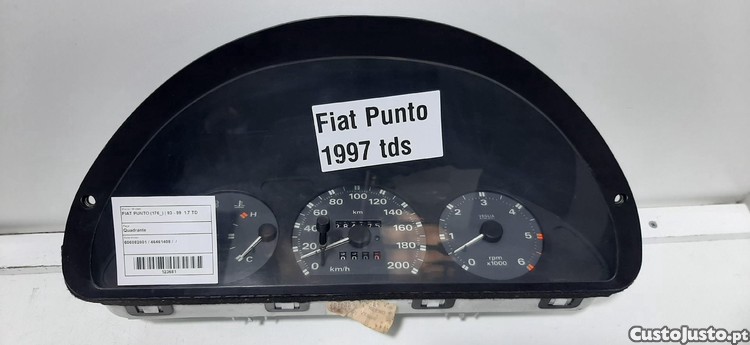 Fiat Punto
1997 tds
FIAT PUNTO (176_) / 93 - 99 1.7 TD
Quadrante
H
C
0 20 40 60 80 100 120 140 160 180 200
km
km/h
0 1 2 3 4 5 6
rpm
x1000
CustoJusto.pt